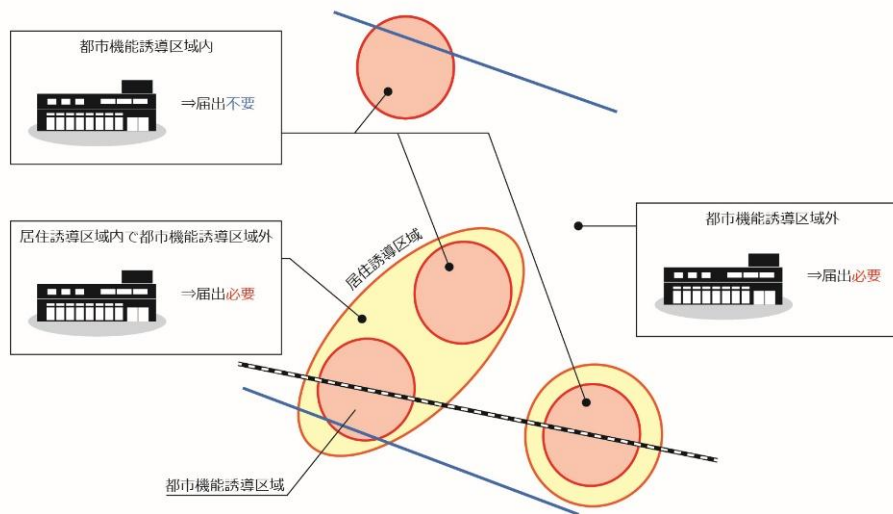 都市機能誘導区域内
⇒届出不要
居住誘導区域内で都市機能誘導区域外
⇒届出必要
居住誘導区域
都市機能誘導区域外
⇒届出必要
都市機能誘導区域